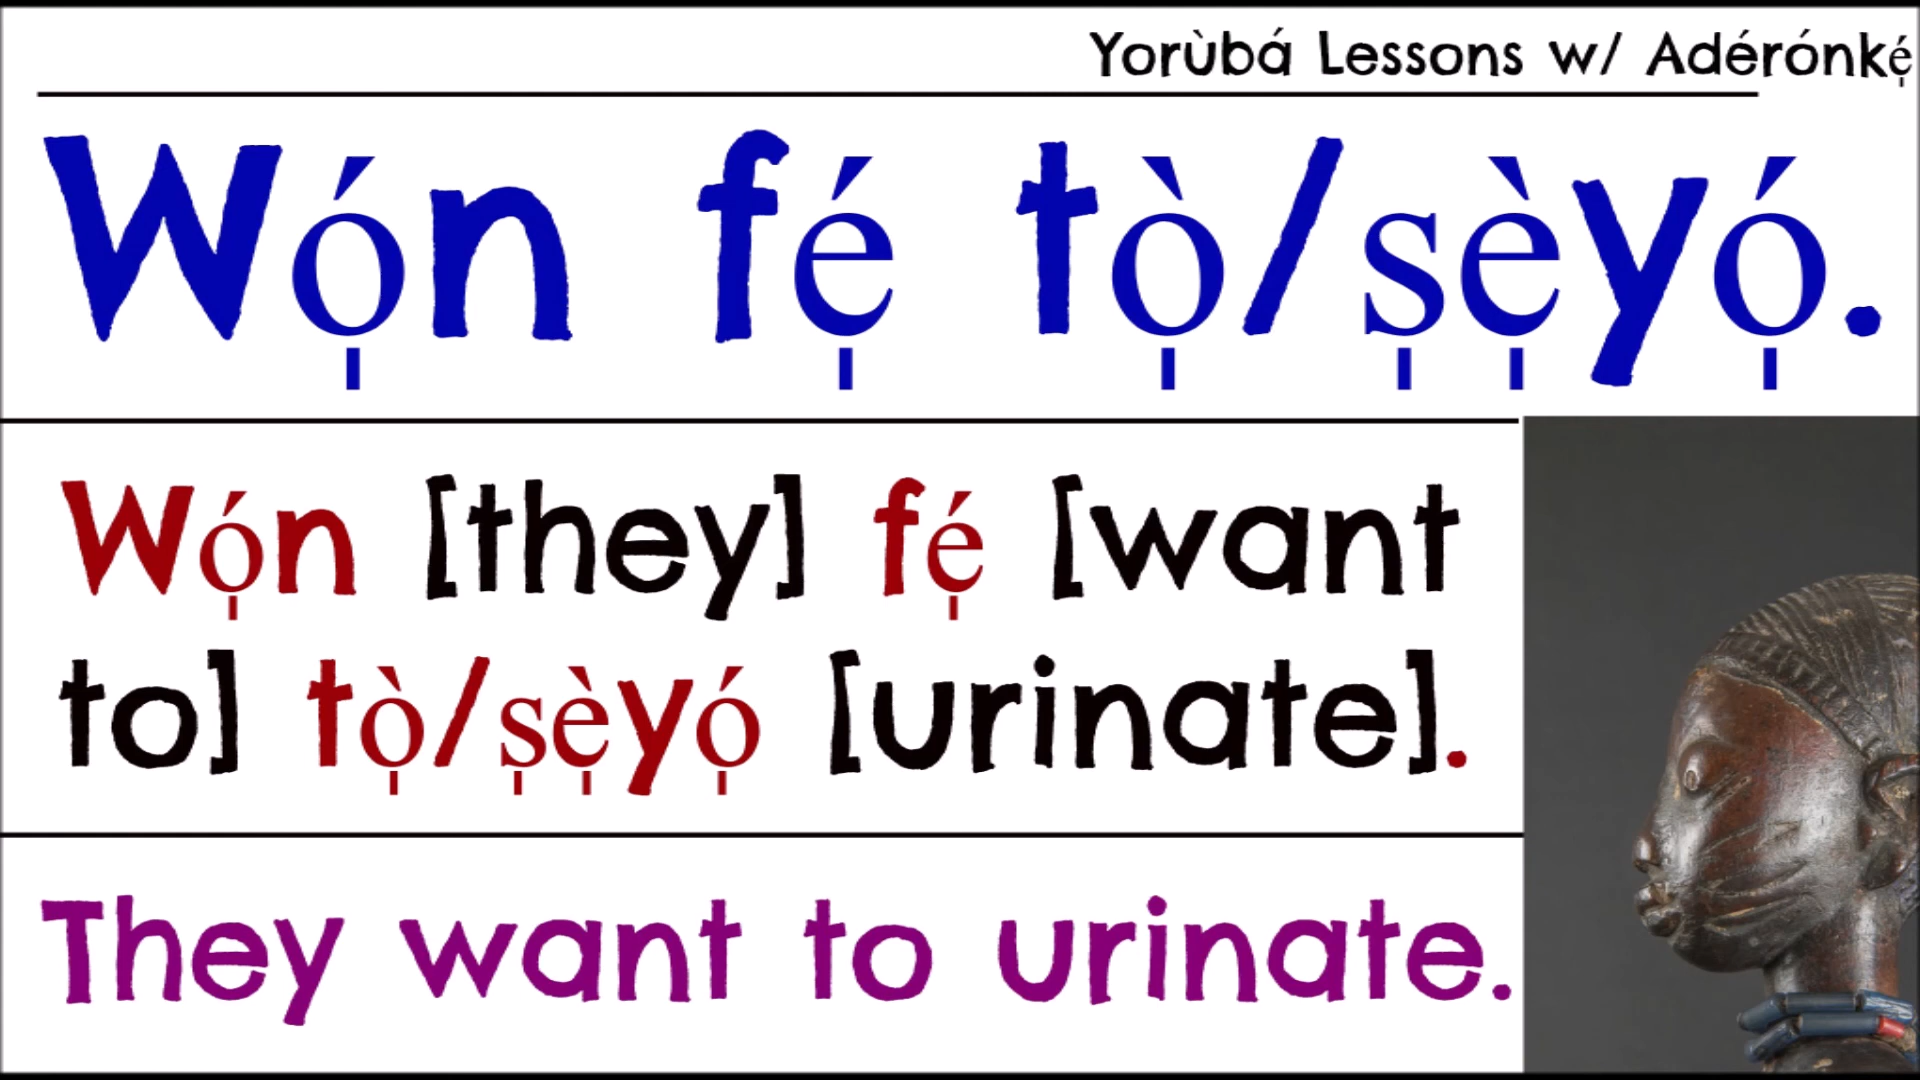 Yorùbá Lessons w/ Adérónkẹ́
Wọ́n fẹ́ tọ̀/ṣẹ̀yọ́.
Wọ́n [they] fẹ́ [want
to] tọ̀/ṣẹ̀yọ́ [urinate].
They want to urinate.